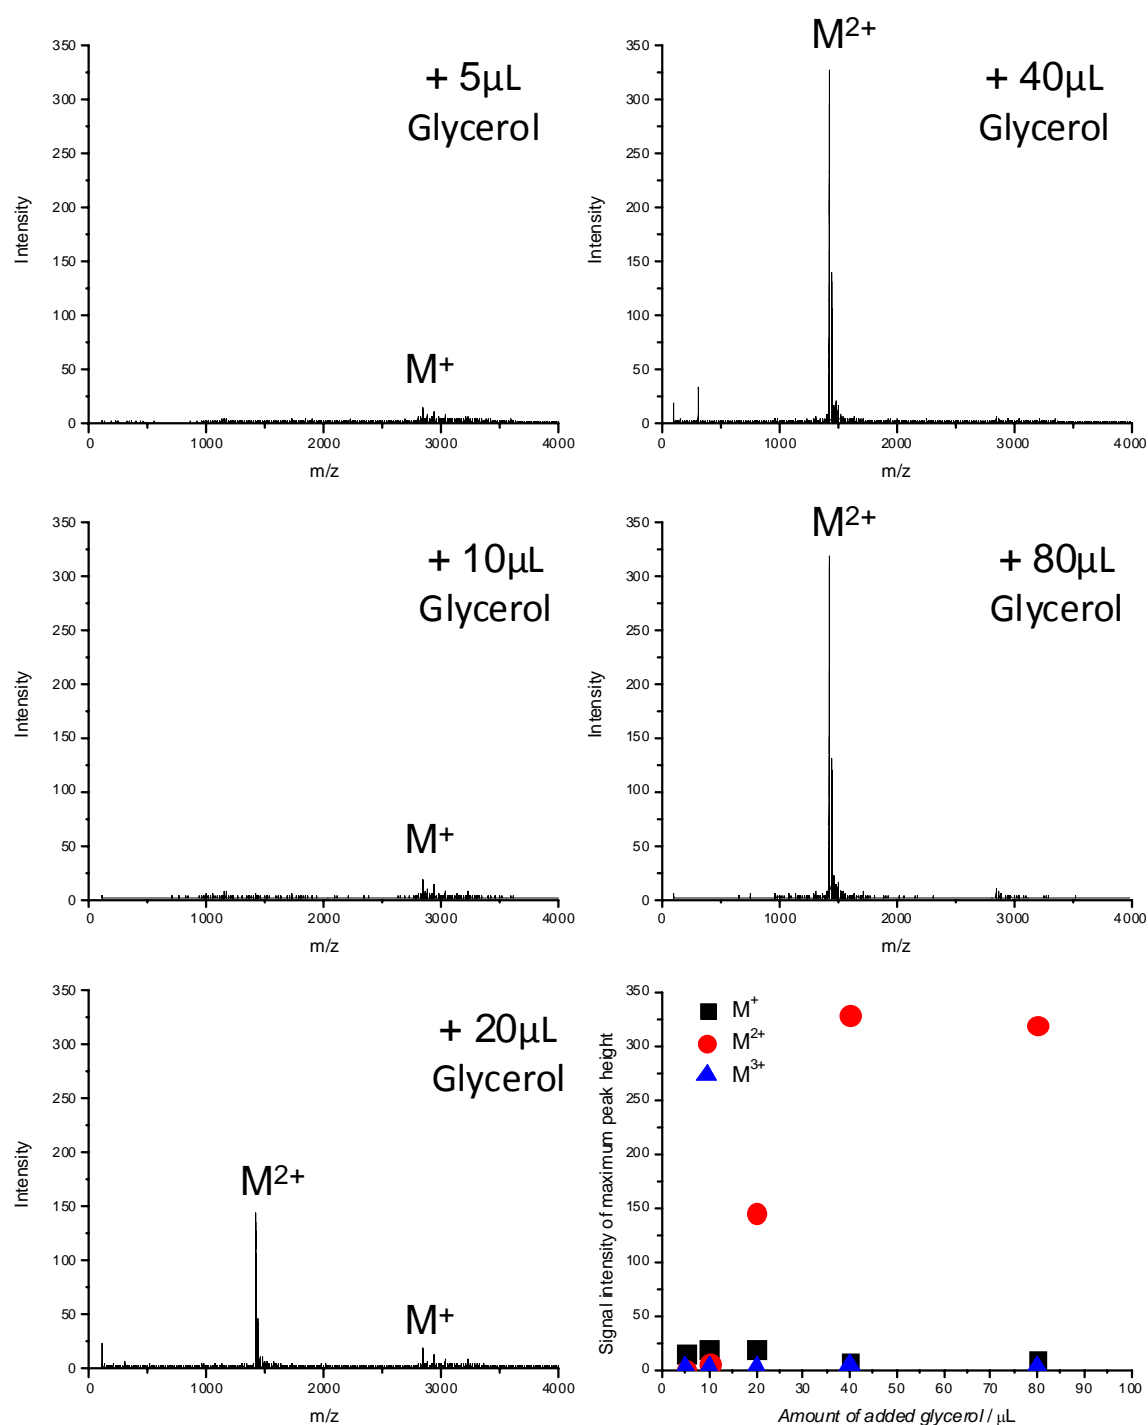 350
300
250
200
150
100
50
0
Intensity
+ 5µL
Glycerol
M+
0 1000 2000 3000 4000
m/z
M2+
350
300
250
200
150
100
50
0
Intensity
+ 40µL
Glycerol
0 1000 2000 3000 4000
m/z
350
300
250
200
150
100
50
0
Intensity
+ 10µL
Glycerol
M+
0 1000 2000 3000 4000
m/z
M2+
350
300
250
200
150
100
50
0
Intensity
+ 80µL
Glycerol
0 1000 2000 3000 4000
m/z
350
300
250
200
150
100
50
0
Intensity
+ 20µL
Glycerol
M2+
M+
0 1000 2000 3000 4000
m/z
350
300
250
200
150
100
50
0
Signal intensity of maximum peak height
M+
M2+
M3+
0 10 20 30 40 50 60 70 80 90 100
Amount of added glycerol / µL